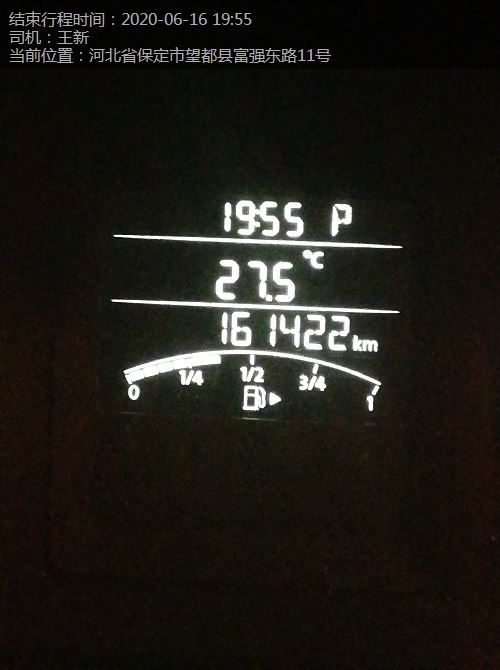 结束行程时间：2020-06-16 19:55
司机：王新
当前位置：河北省保定市望都县富强东路11号
19:55 P
27.5 ℃
161422 km
0 1/4 1/2 3/4 1